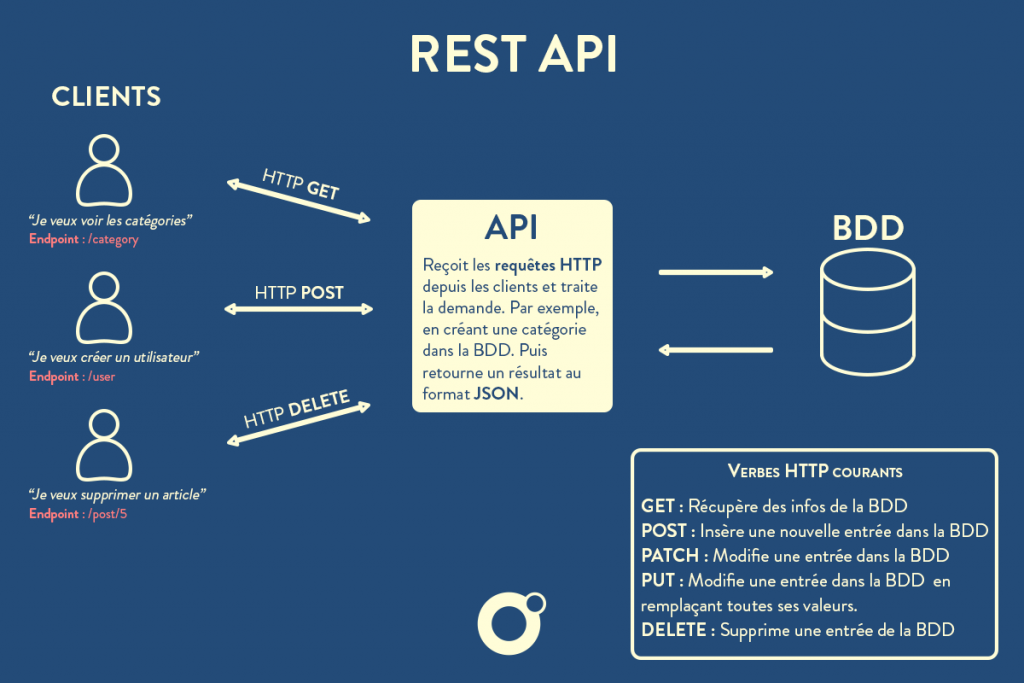 REST API
CLIENTS
HTTP GET
“Je veux voir les catégories”
Endpoint : /category
HTTP POST
“Je veux créer un utilisateur”
Endpoint : /user
HTTP DELETE
“Je veux supprimer un article”
Endpoint : /post/5
API
Reçoit les requêtes HTTP
depuis les clients et traite
la demande. Par exemple,
en créant une catégorie
dans la BDD. Puis
retourne un résultat au
format JSON.
BDD
Verbes HTTP courants
GET : Récupère des infos de la BDD
POST : Insère une nouvelle entrée dans la BDD
PATCH : Modifie une entrée dans la BDD
PUT : Modifie une entrée dans la BDD en
remplaçant toutes ses valeurs.
DELETE : Supprime une entrée de la BDD